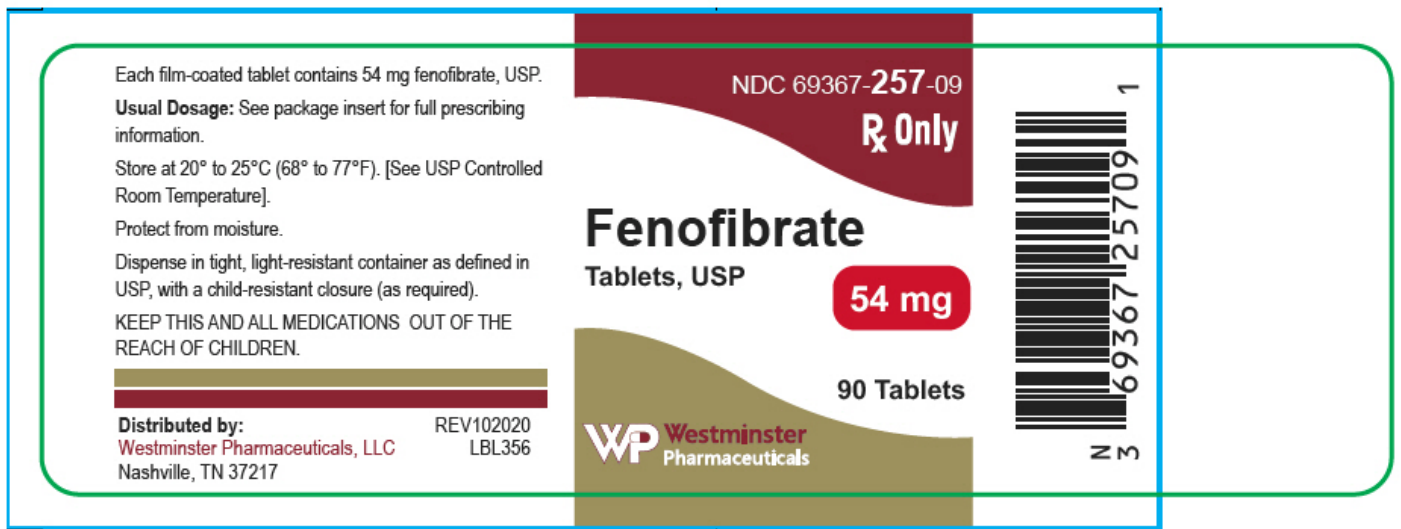 Each film-coated tablet contains 54 mg fenofibrate, USP.
Usual Dosage: See package insert for full prescribing
information.
Store at 20° to 25°C (68° to 77°F). [See USP Controlled
Room Temperature].
Protect from moisture.
Dispense in tight, light-resistant container as defined in
USP, with a child-resistant closure (as required).
KEEP THIS AND ALL MEDICATIONS OUT OF THE
REACH OF CHILDREN.
Distributed by: REV102020
Westminster Pharmaceuticals, LLC LBL356
Nashville, TN 37217
NDC 69367-257-09
Rx Only
Fenofibrate
Tablets, USP
54 mg
90 Tablets
WP Westminster
Pharmaceuticals
N
3 69367 25709 1